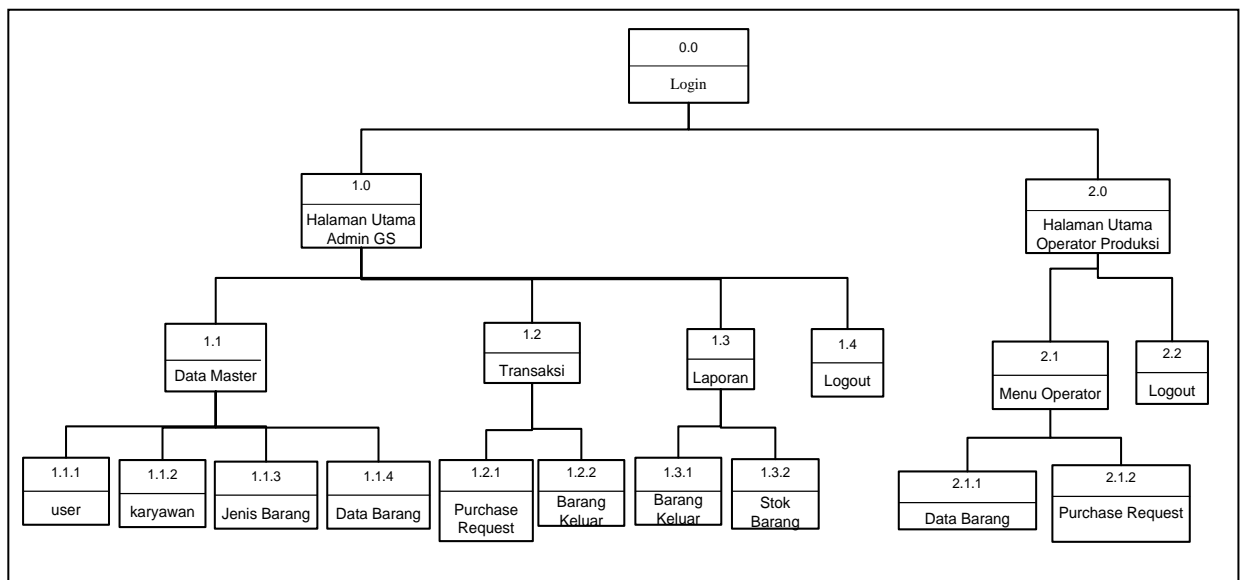 0.0
Login
1.0
Halaman Utama
Admin GS
2.0
Halaman Utama
Operator Produksi
1.1
Data Master
1.2
Transaksi
1.3
Laporan
1.4
Logout
2.1
Menu Operator
2.2
Logout
1.1.1
user
1.1.2
karyawan
1.1.3
Jenis Barang
1.1.4
Data Barang
1.2.1
Purchase
Request
1.2.2
Barang
Keluar
1.3.1
Barang
Keluar
1.3.2
Stok
Barang
2.1.1
Data Barang
2.1.2
Purchase Request